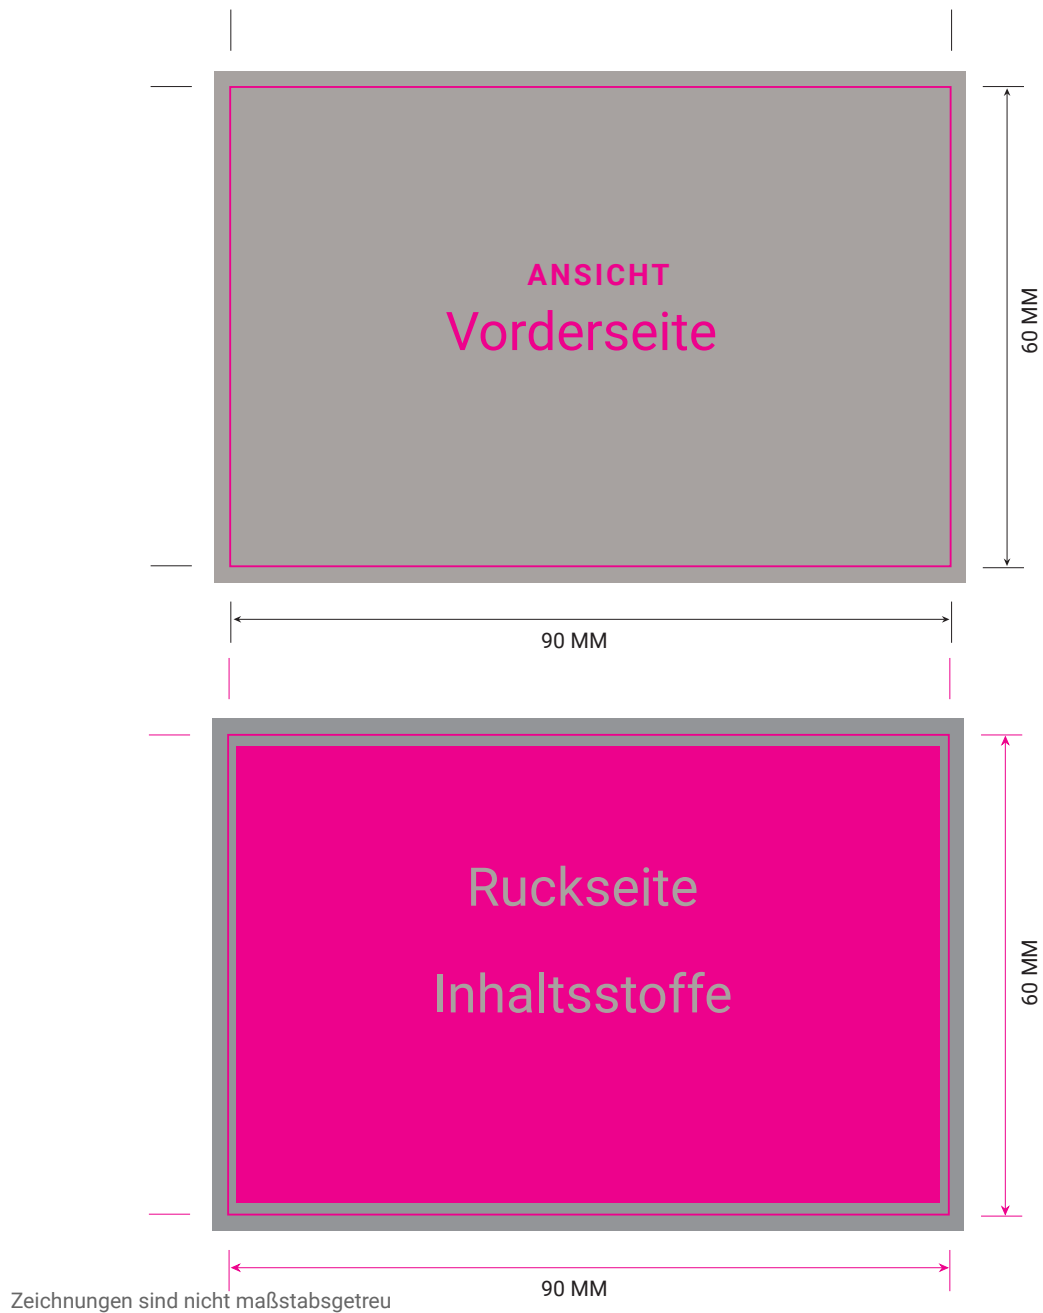 ANSICHT
Vorderseite
60 MM
90 MM
Ruckseite
Inhaltsstoffe
60 MM
90 MM
Zeichnungen sind nicht maßstabsgetreu